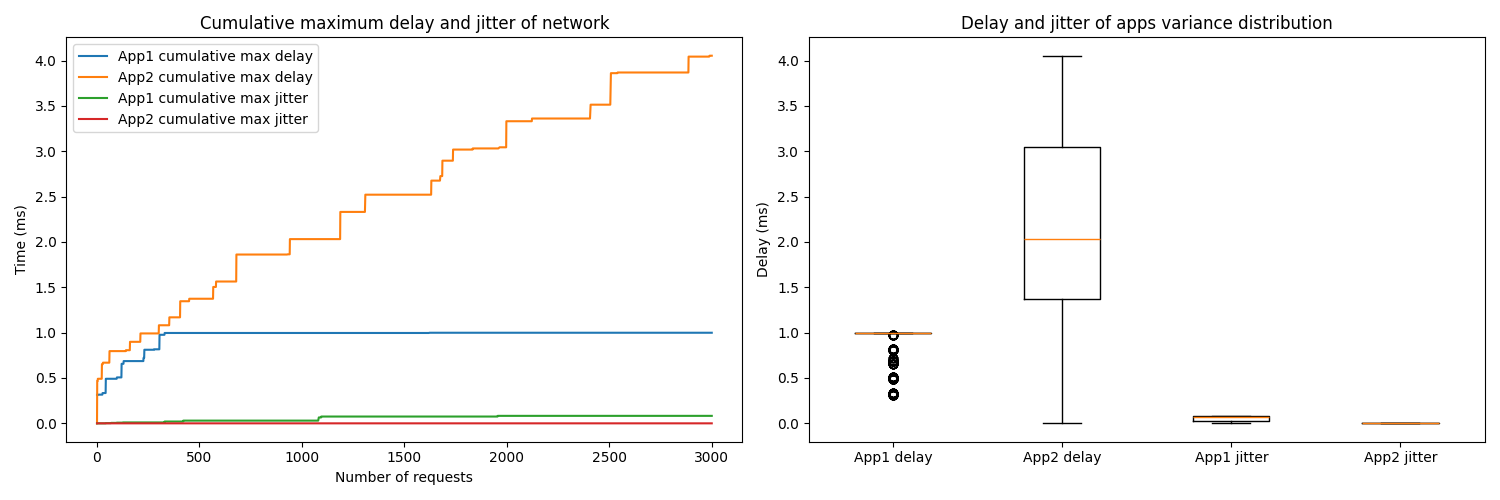 Cumulative maximum delay and jitter of network
App1 cumulative max delay
App2 cumulative max delay
App1 cumulative max jitter
App2 cumulative max jitter
Time (ms)
4.0
3.5
3.0
2.5
2.0
1.5
1.0
0.5
0.0
0 500 1000 1500 2000 2500 3000
Number of requests
Delay and jitter of apps variance distribution
Delay (ms)
4.0
3.5
3.0
2.5
2.0
1.5
1.0
0.5
0.0
App1 delay App2 delay App1 jitter App2 jitter